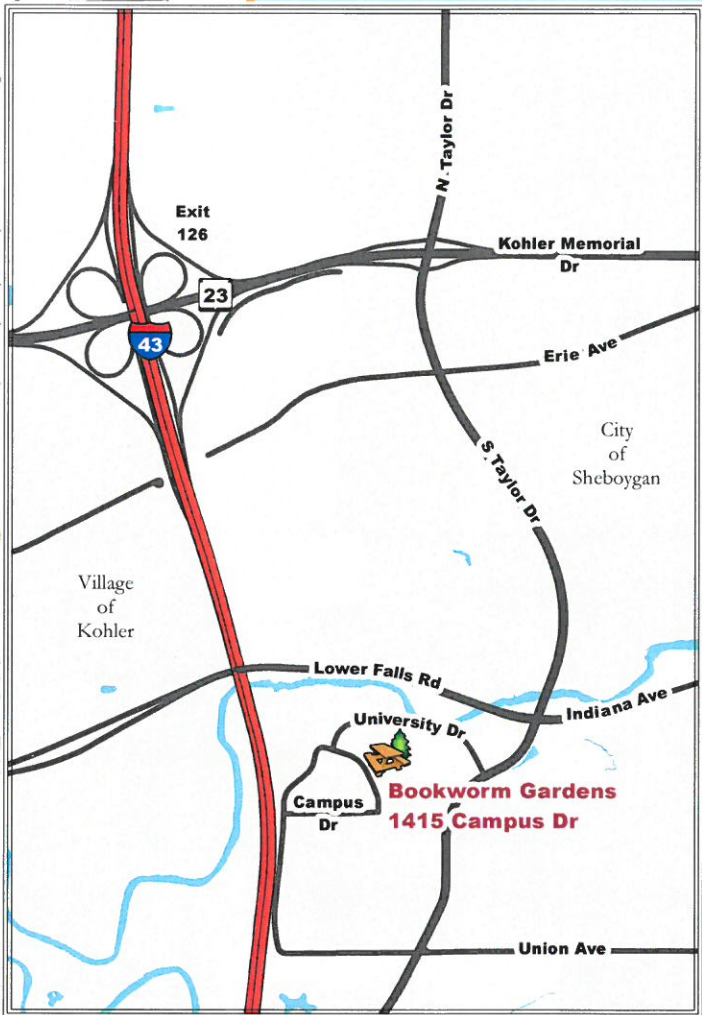 N Taylor Dr
Exit
126
Kohler Memorial
Dr
23
43
Erie Ave
City
of
Sheboygan
S Taylor Dr
Village
of
Kohler
Lower Falls Rd
Indiana Ave
University Dr
Bookworm Gardens
1415 Campus Dr
Campus
Dr
Union Ave